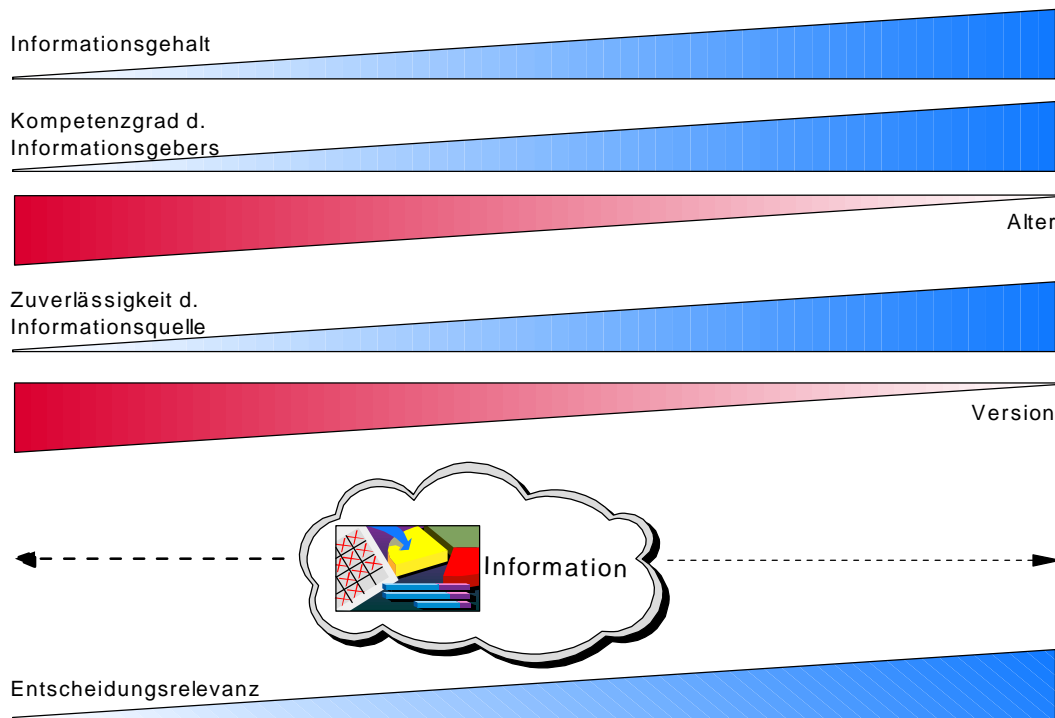 Informationsgehalt
Kompetenzgrad d.
Informationsgebers
Alter
Zuverlässigkeit d.
Informationsquelle
Version
Information
Entscheidungsrelevanz